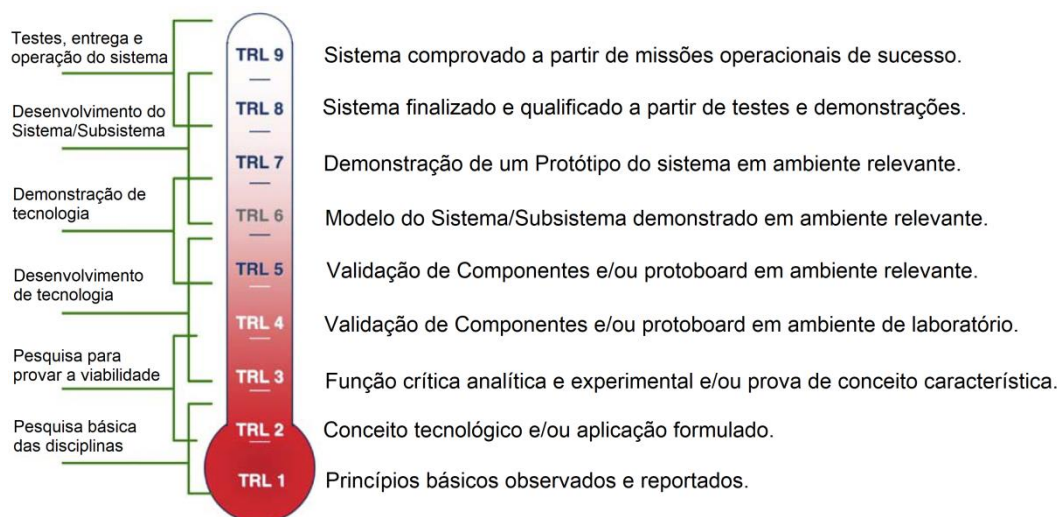 Testes, entrega e
operação do sistema
TRL 9
Sistema comprovado a partir de missões operacionais de sucesso.
Desenvolvimento do
Sistema/Subsistema
TRL 8
Sistema finalizado e qualificado a partir de testes e demonstrações.
TRL 7
Demonstração de um Protótipo do sistema em ambiente relevante.
Demonstração de
tecnologia
TRL 6
Modelo do Sistema/Subsistema demonstrado em ambiente relevante.
Desenvolvimento
de tecnologia
TRL 5
Validação de Componentes e/ou protoboard em ambiente relevante.
TRL 4
Validação de Componentes e/ou protoboard em ambiente de laboratório.
Pesquisa para
provar a viabilidade
TRL 3
Função crítica analítica e experimental e/ou prova de conceito característica.
Pesquisa básica
das disciplinas
TRL 2
Conceito tecnológico e/ou aplicação formulado.
TRL 1
Princípios básicos observados e reportados.